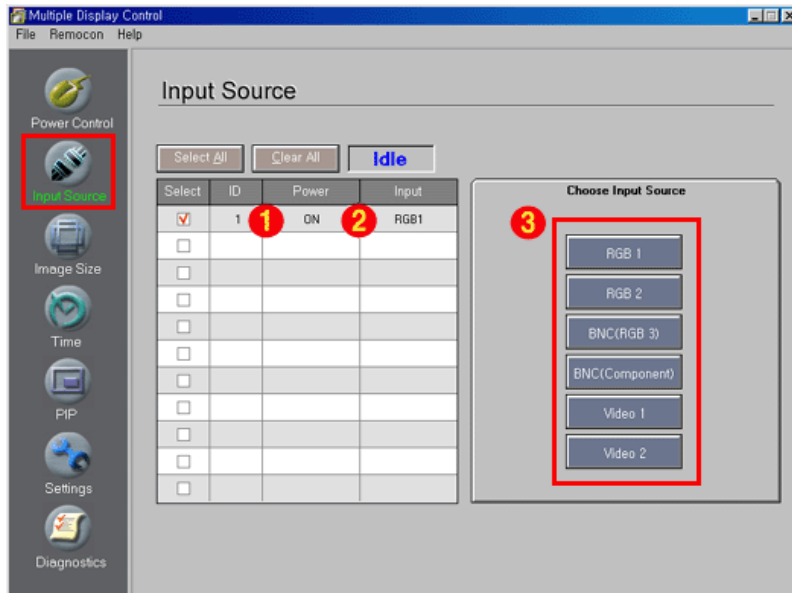 Multiple Display Control
File Remocon Help
Power Control
Input Source
Image Size
Time
PIP
Settings
Diagnostics
Input Source
Select All Clear All Idle
Select ID Power Input
1 1 ON 2 RGB1
Choose Input Source
3
RGB 1
RGB 2
BNC(RGB 3)
BNC(Component)
Video 1
Video 2